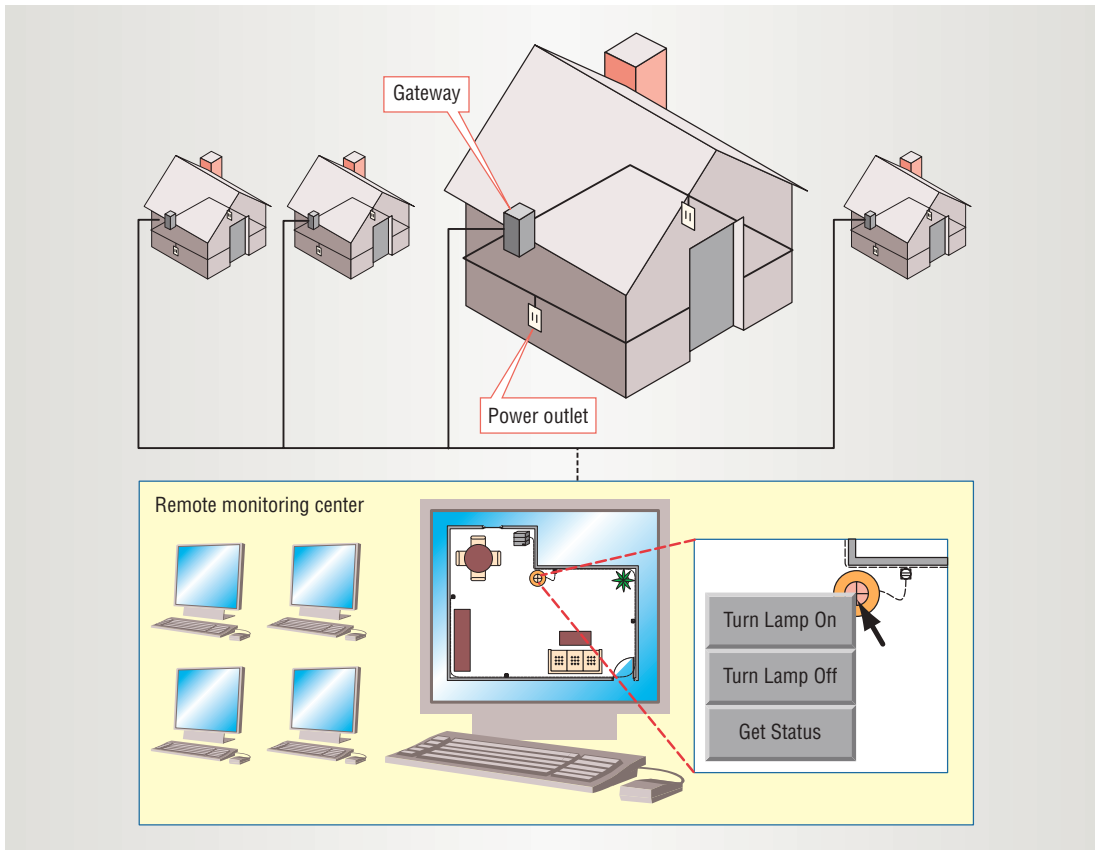 Gateway
Power outlet
Remote monitoring center
Turn Lamp On
Turn Lamp Off
Get Status